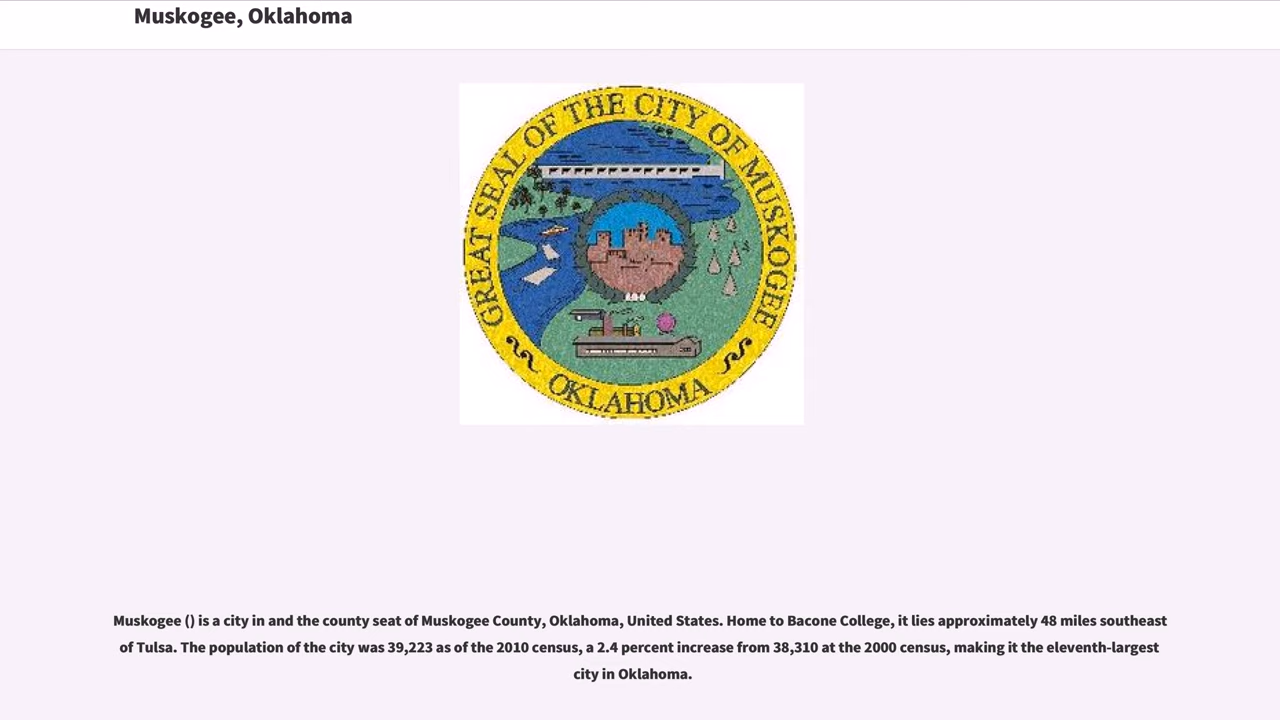 Muskogee, Oklahoma
GREAT SEAL OF THE CITY OF MUSKOGEE
OKLAHOMA
Muskogee () is a city in and the county seat of Muskogee County, Oklahoma, United States. Home to Bacone College, it lies approximately 48 miles southeast
of Tulsa. The population of the city was 39,223 as of the 2010 census, a 2.4 percent increase from 38,310 at the 2000 census, making it the eleventh-largest
city in Oklahoma.